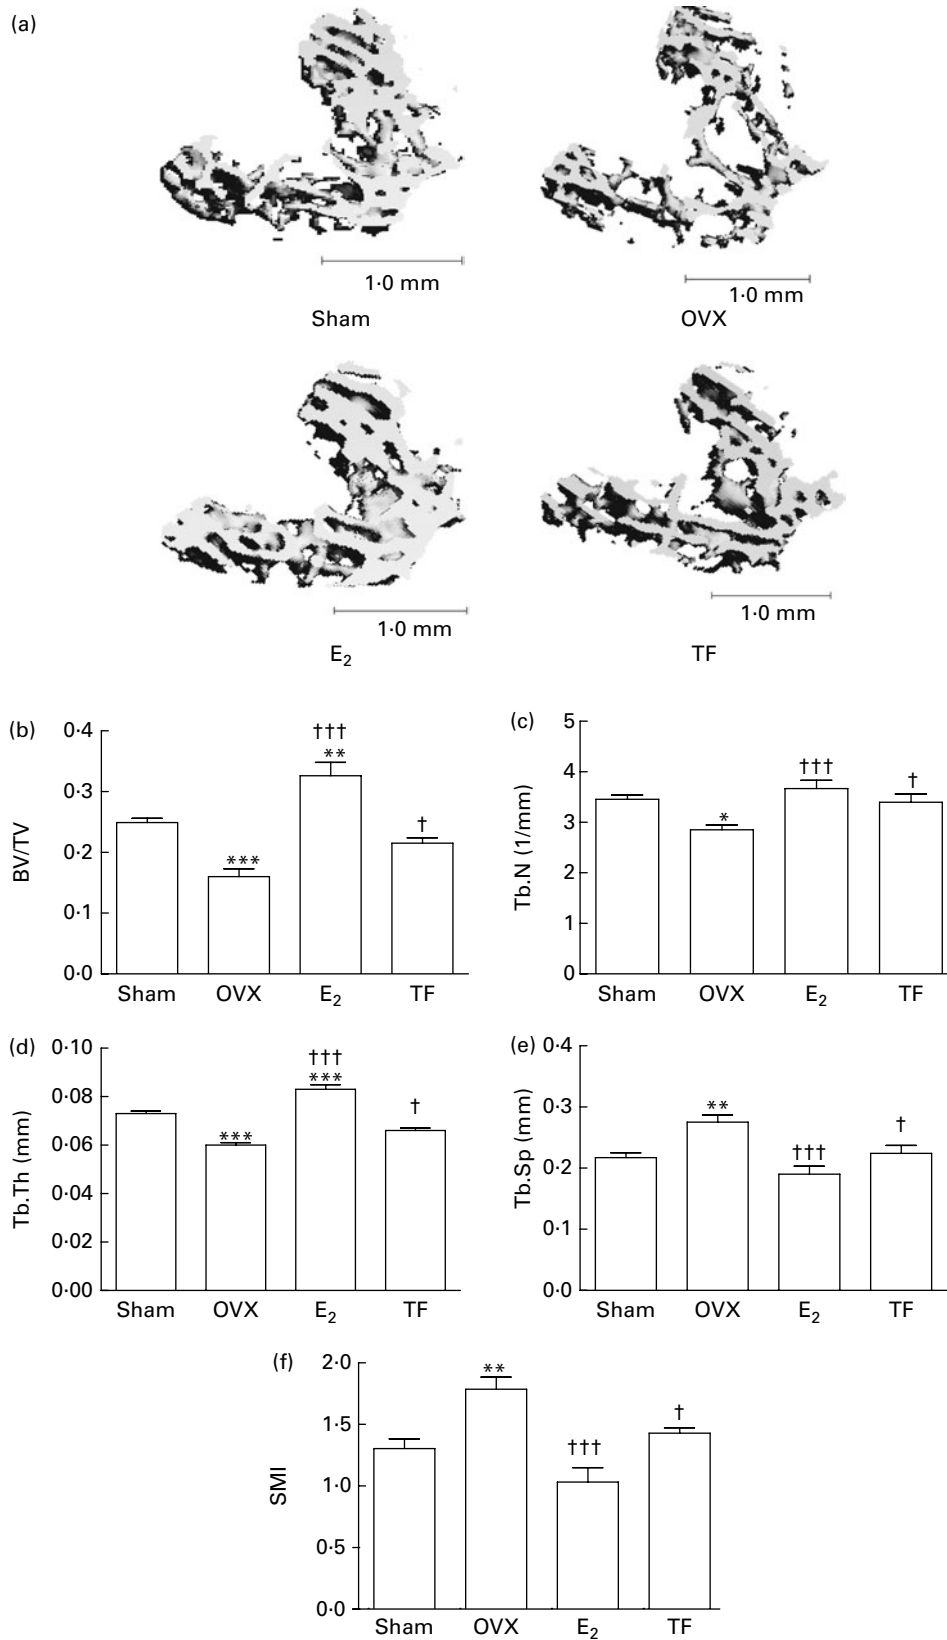 (a)
1·0 mm
Sham
1·0 mm
OVX
1·0 mm
E₂
1·0 mm
TF
(b)
BV/TV
0·4
0·3
0·2
0·1
0·0
***
†††
**
†
Sham OVX E₂ TF
(c)
Tb.N (1/mm)
5
4
3
2
1
0
*
†††
†
Sham OVX E₂ TF
(d)
Tb.Th (mm)
0·10
0·08
0·06
0·04
0·02
0·00
***
†††
***
†
Sham OVX E₂ TF
(e)
Tb.Sp (mm)
0·4
0·3
0·2
0·1
0·0
**
†††
†
Sham OVX E₂ TF
(f)
SMI
2·0
1·5
1·0
0·5
0·0
**
†††
†
Sham OVX E₂ TF